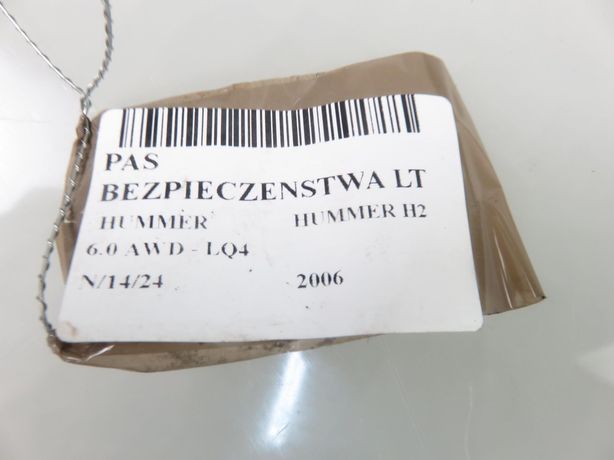 PAS
BEZPIECZENSTWA LT
HUMMER HUMMER H2
6.0 AWD - LQ4
N/14/24 2006